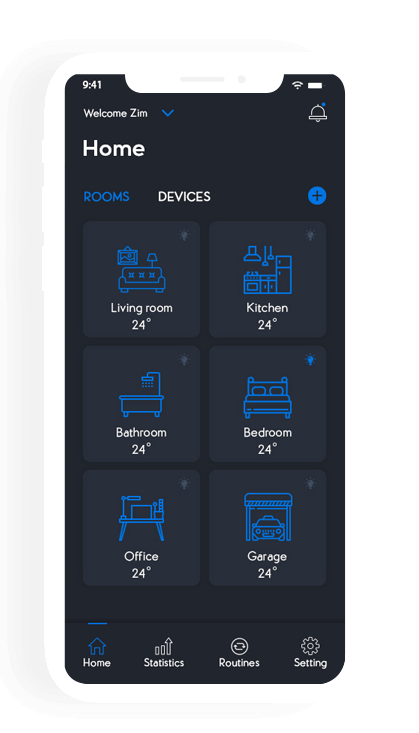 9:41
Welcome Zim
Home
ROOMS DEVICES
Living room
24°
Kitchen
24°
Bathroom
24°
Bedroom
24°
Office
24°
Garage
24°
Home Statistics Routines Setting